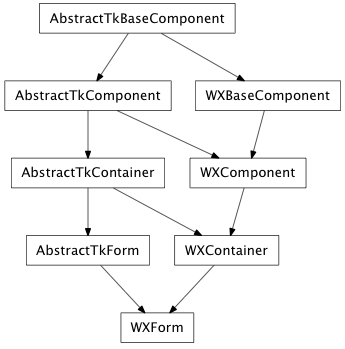 AbstractTkBaseComponent
AbstractTkComponent
WXBaseComponent
AbstractTkContainer
WXComponent
AbstractTkForm
WXContainer
WXForm